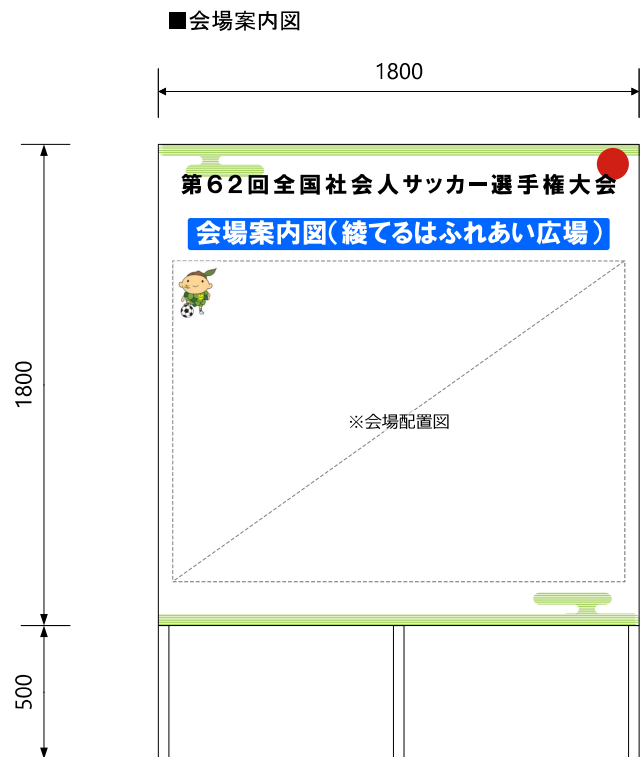 ■会場案内図
1800
第62回全国社会人サッカー選手権大会
会場案内図(綾てるはふれあい広場)
1800
※会場配置図
500